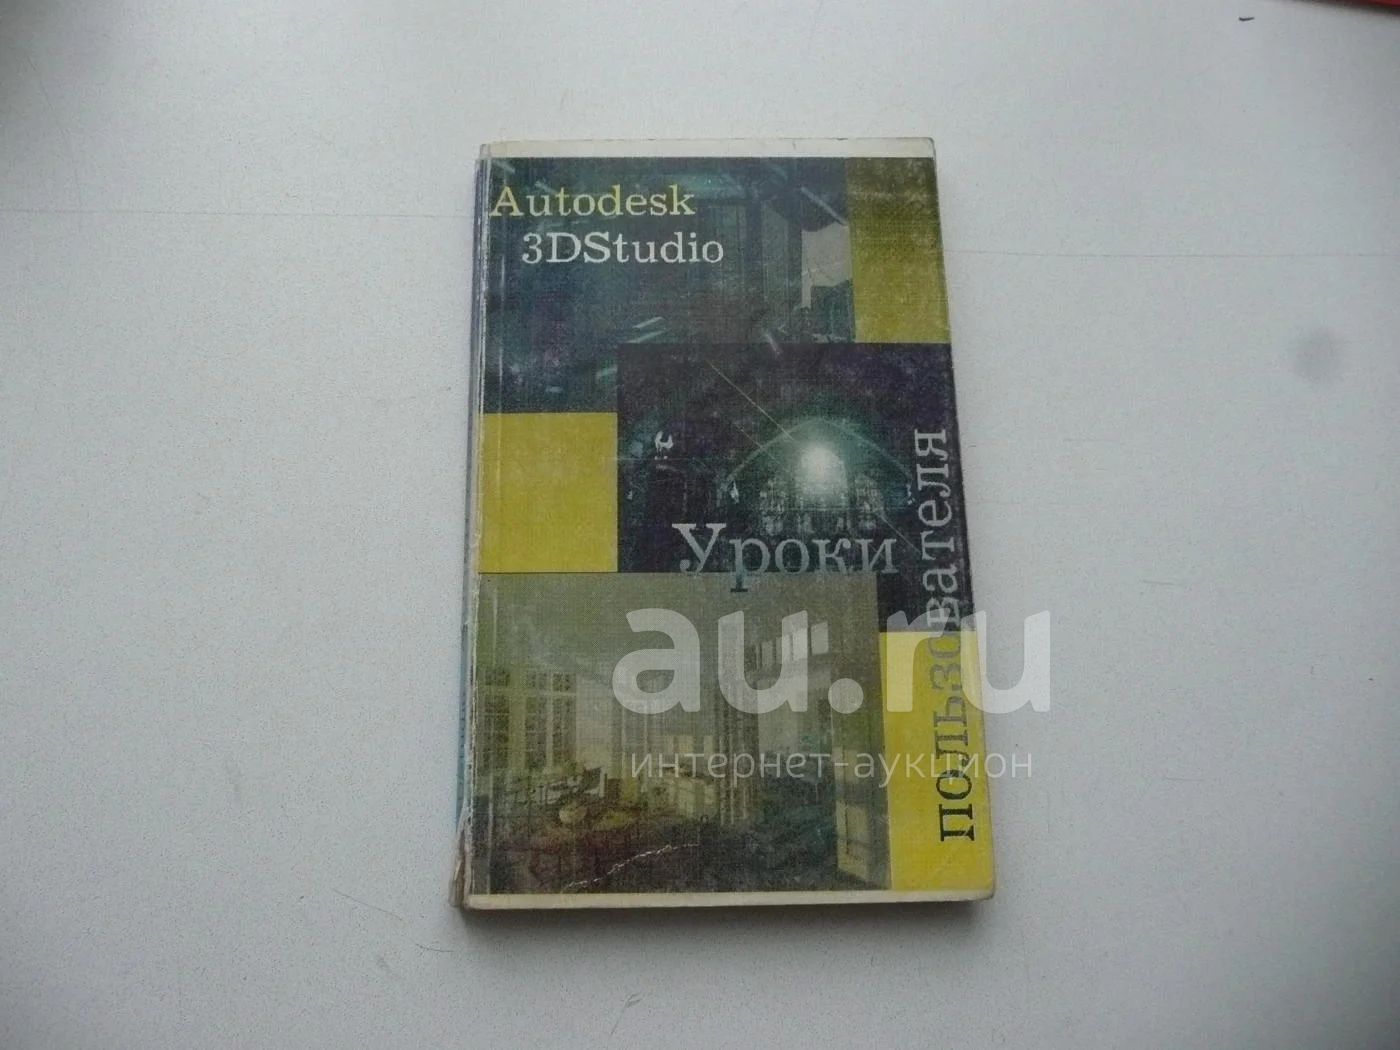 Autodesk
3DStudio
Уроки
пользователя
au.ru
интернет-аукцион